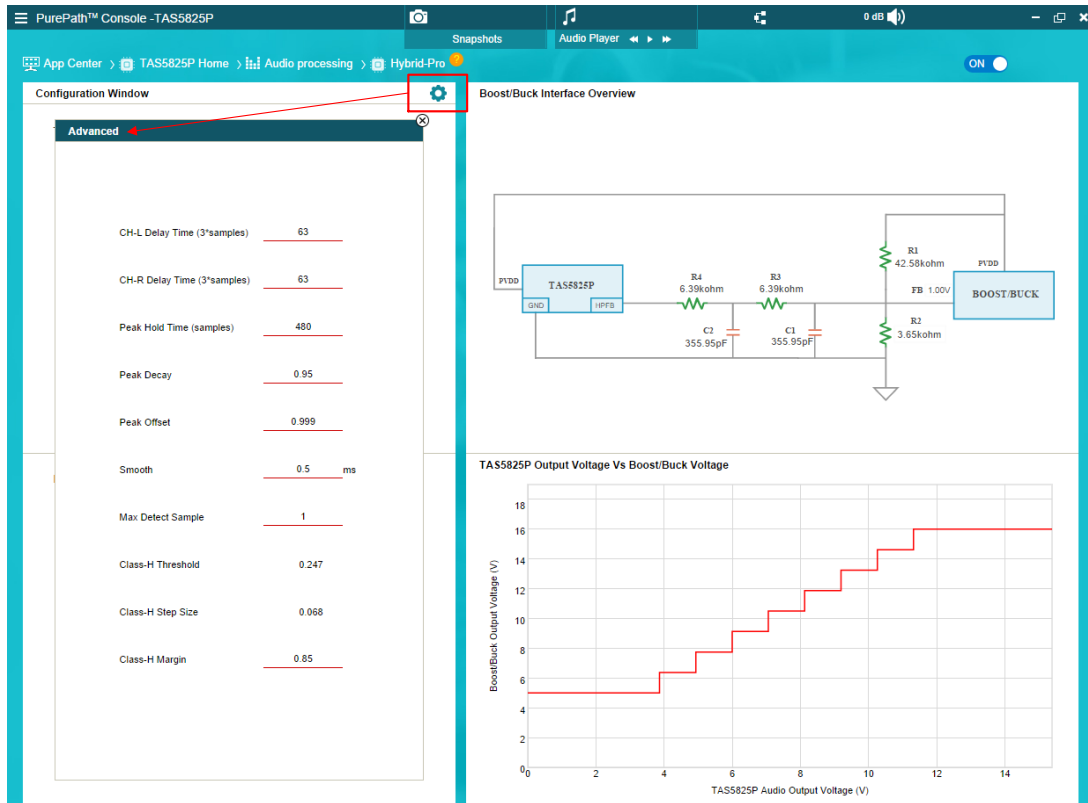 PurePath™ Console -TAS5825P
0 dB
Snapshots
Audio Player
App Center > TAS5825P Home > Audio processing > Hybrid-Pro ?
ON
Configuration Window
Advanced
CH-L Delay Time (3*samples) 63
CH-R Delay Time (3*samples) 63
Peak Hold Time (samples) 480
Peak Decay 0.95
Peak Offset 0.999
Smooth 0.5 ms
Max Detect Sample 1
Class-H Threshold 0.247
Class-H Step Size 0.068
Class-H Margin 0.85
Boost/Buck Interface Overview
PVDD
TAS5825P
GND
HPFB
R4
6.39kohm
R3
6.39kohm
C2
355.95pF
C1
355.95pF
R1
42.58kohm
PVDD
FB 1.00V
BOOST/BUCK
R2
3.65kohm
TAS5825P Output Voltage Vs Boost/Buck Voltage
Boost/Buck Output Voltage (V)
18
16
14
12
10
8
6
4
2
0
0 2 4 6 8 10 12 14
TAS5825P Audio Output Voltage (V)